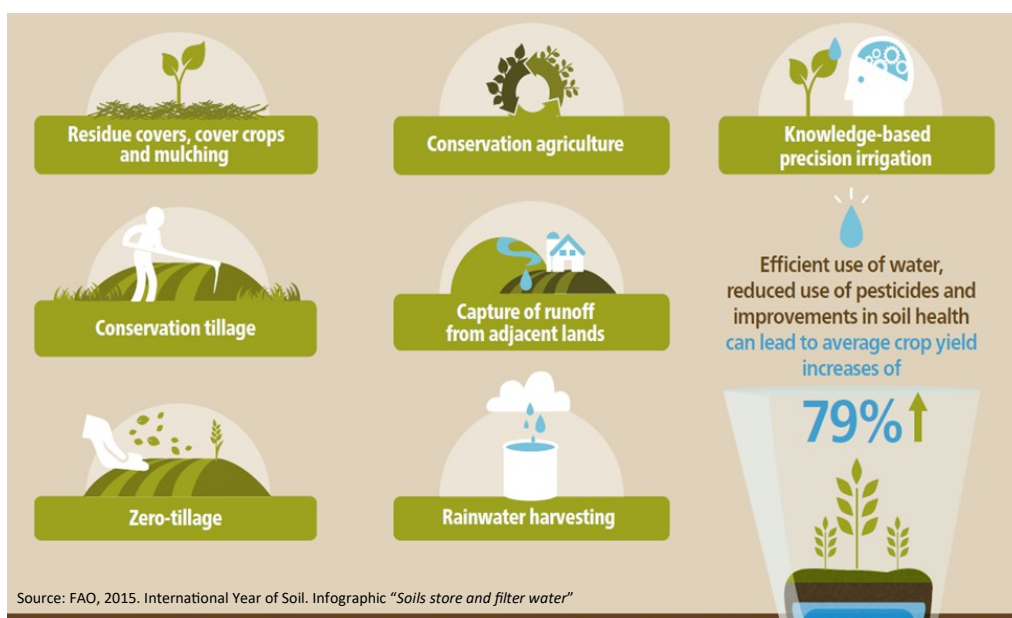 Residue covers, cover crops
and mulching
Conservation agriculture
Knowledge-based
precision irrigation
Conservation tillage
Capture of runoff
from adjacent lands
Efficient use of water,
reduced use of pesticides and
improvements in soil health
can lead to average crop yield
increases of
79%
Zero-tillage
Rainwater harvesting
Source: FAO, 2015. International Year of Soil. Infographic “Soils store and filter water”